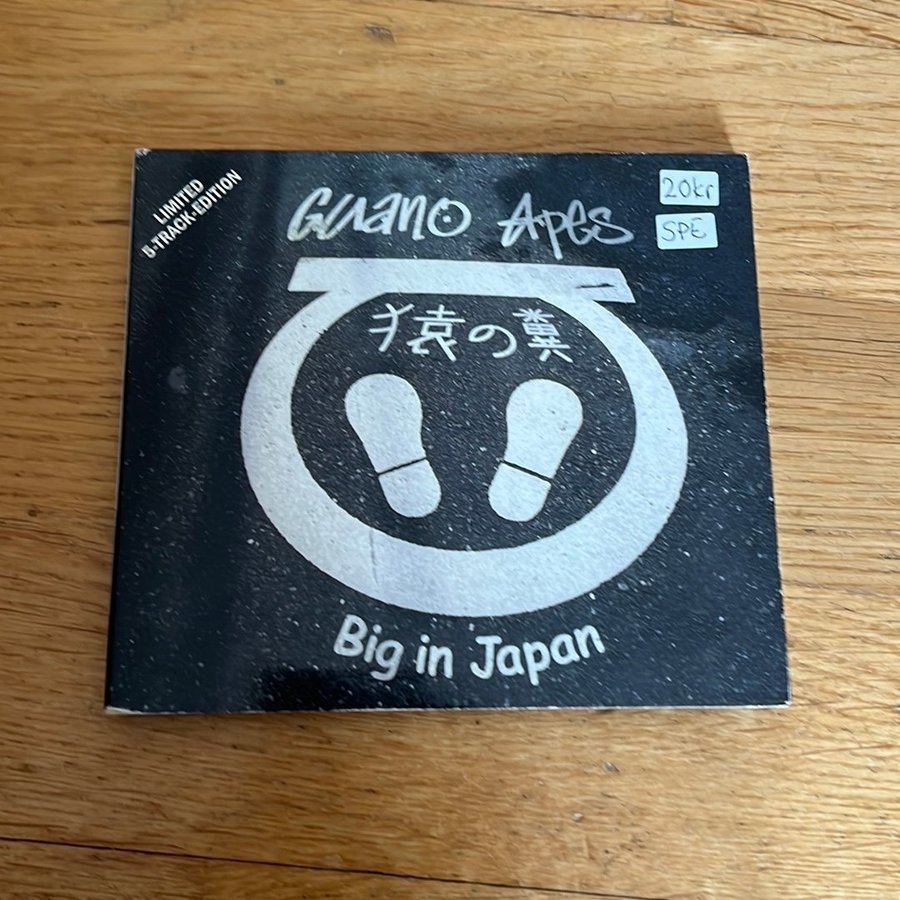 LIMITED
5-TRACK-EDITION
Guano Apes
20kr
SPE
猿の糞
Big in Japan